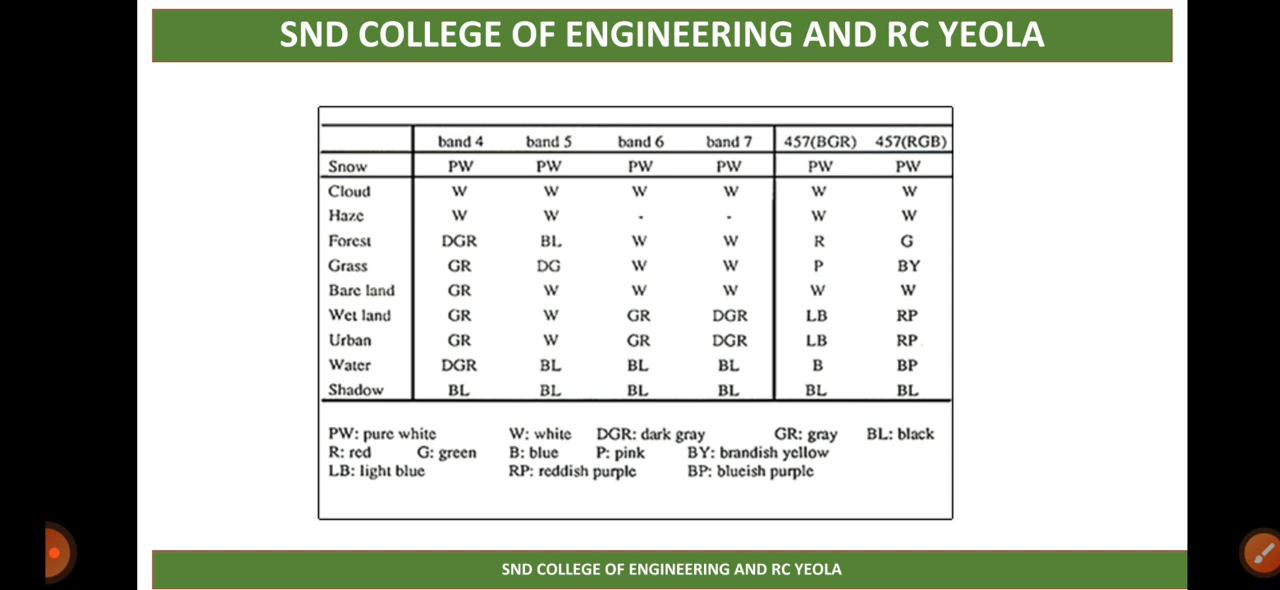 SND COLLEGE OF ENGINEERING AND RC YEOLA
band 4 band 5 band 6 band 7 457(BGR) 457(RGB)
Snow PW PW PW PW PW PW
Cloud W W W W W W
Haze W W - - W W
Forest DGR BL W W R G
Grass GR DG W W P BY
Bare land GR W W W W W
Wet land GR W GR DGR LB RP
Urban GR W GR DGR LB RP
Water DGR BL BL BL B BP
Shadow BL BL BL BL BL BL
PW: pure white W: white DGR: dark gray GR: gray BL: black
R: red G: green B: blue P: pink BY: brandish yellow
LB: light blue RP: reddish purple BP: blueish purple
SND COLLEGE OF ENGINEERING AND RC YEOLA